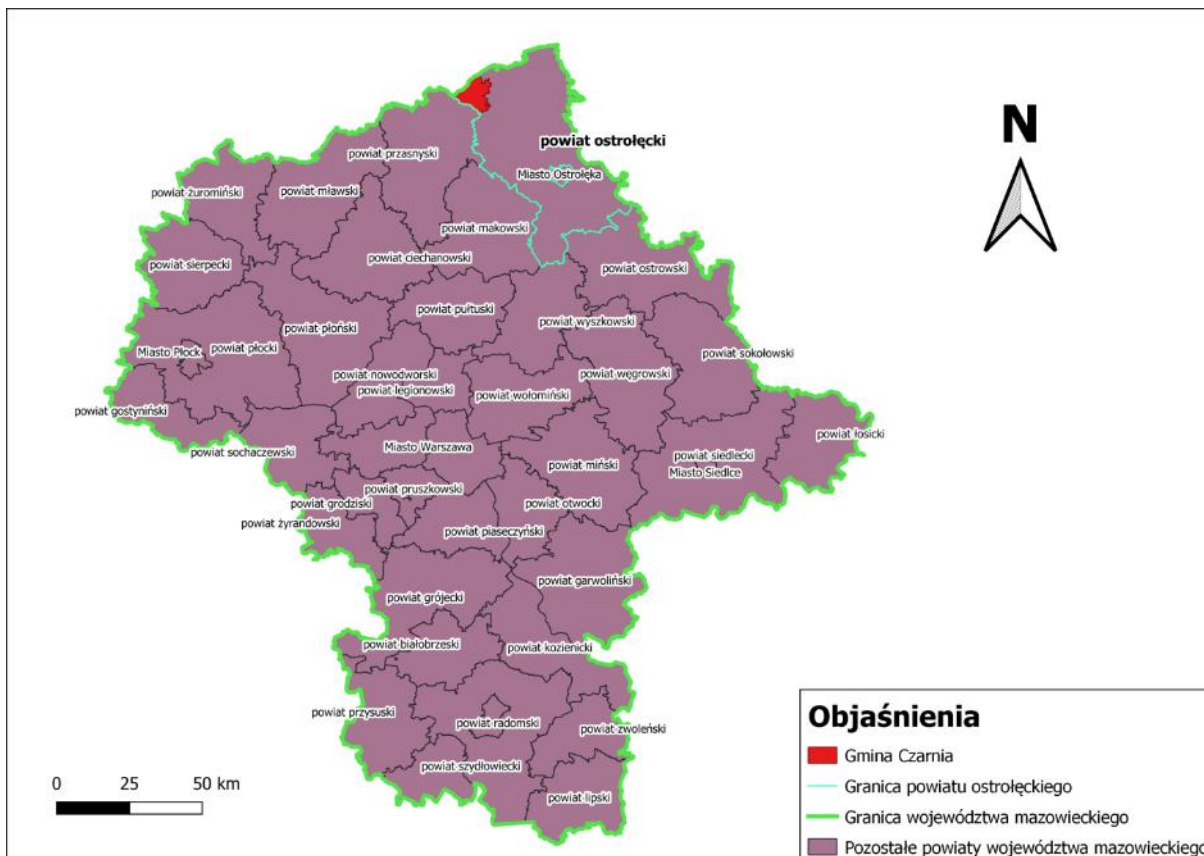 N
powiat ostrołęcki
powiat przasnyski
Miasto Ostrołęka
powiat żuromiński
powiat mławski
powiat makowski
powiat sierpecki
powiat ciechanowski
powiat ostrowski
powiat pułtuski
powiat płoński
powiat wyszkowski
Miasto Płock
powiat płocki
powiat sokołowski
powiat nowodworski
powiat węgrowski
powiat legionowski
powiat wołomiński
powiat gostyniński
powiat łosicki
powiat sochaczewski
Miasto Warszawa
powiat siedlecki
powiat miński
Miasto Siedlce
powiat pruszkowski
powiat grodziski
powiat otwocki
powiat żyrandowski
powiat piaseczyński
powiat garwoliński
powiat grójecki
powiat białobrzeski
powiat kozienicki
powiat przysuski
powiat radomski
powiat zwoleński
powiat szydłowiecki
powiat lipski
0 25 50 km
Objaśnienia
Gmina Czarnia
Granica powiatu ostrołęckiego
Granica województwa mazowieckiego
Pozostałe powiaty województwa mazowieckiego